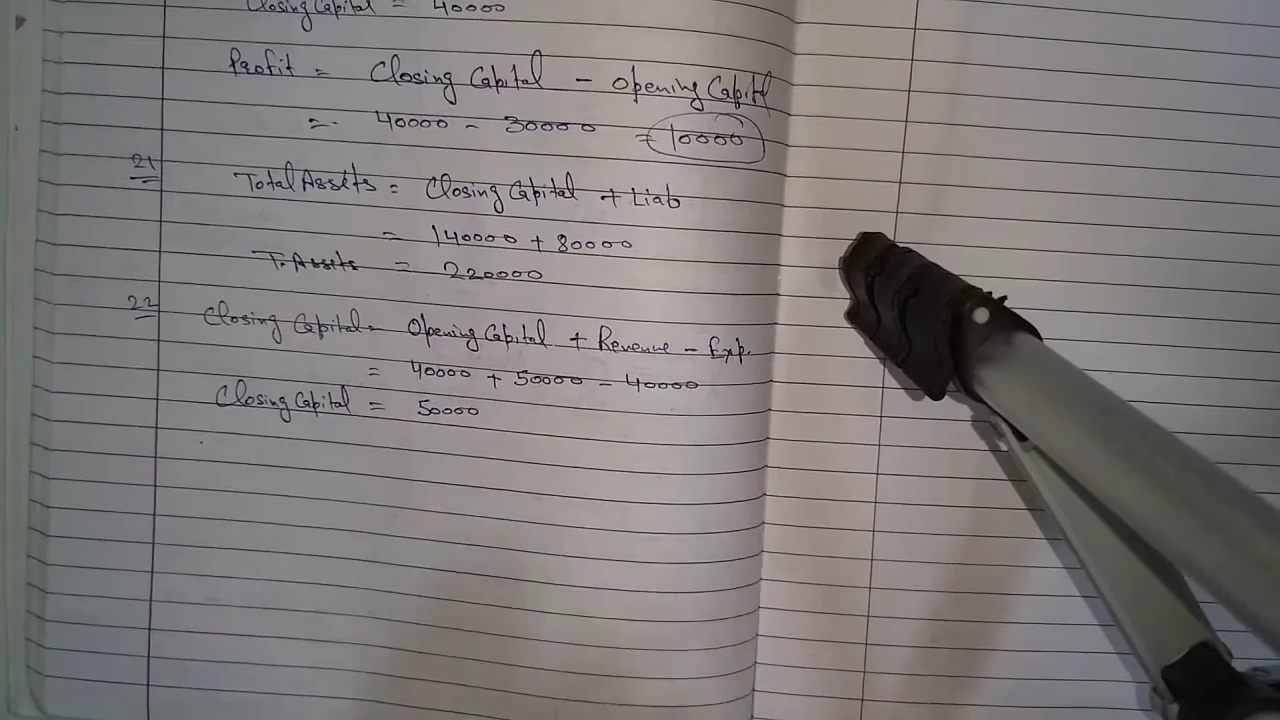 Closing Capital = 40000
Profit = Closing Capital - Opening Capitl
= 40000 - 30000 = 10000
21
Total Assets = Closing Capital + Liab
= 140000 + 80000
T. Assets = 220000
22
Closing Capital = Opening Capital + Revenue - Exp.
= 40000 + 50000 - 40000
Closing Capital = 50000